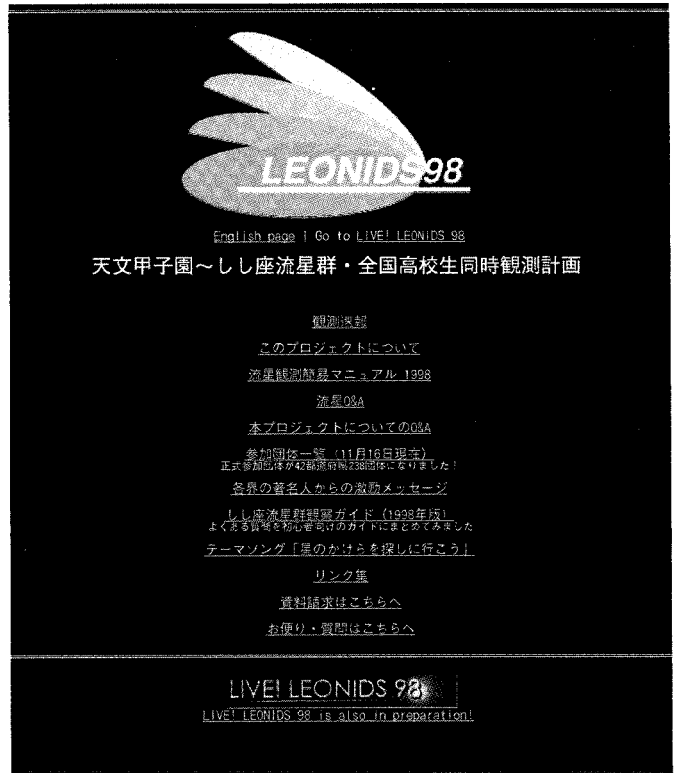 LEONIDS98
English page | Go to LIVE! LEONIDS 98
天文甲子園～しし座流星群・全国高校生同時観測計画
観測速報
このプロジェクトについて
流星観測簡易マニュアル 1998
流星Q&A
本プロジェクトについてのQ&A
参加団体一覧（11月16日現在）
正式参加団体が42都道府県238団体になりました！
各界の著名人からの激励メッセージ
しし座流星群観察ガイド（1998年版）
よくある質問を初心者向けのガイドにまとめてみました
テーマソング「星のかけらを探しに行こう」
リンク集
資料請求はこちらへ
お便り・質問はこちらへ
LIVE! LEONIDS 98
LIVE! LEONIDS 98 is also in preparation!